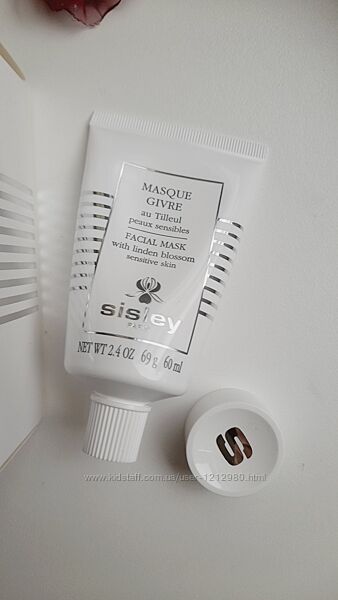 MASQUE
GIVRE
au Tilleul
peaux sensibles
FACIAL MASK
with linden blossom
sensitive skin
sisley
PARIS
NET WT 2.4 OZ 69 g 60 ml
S
www.kidstaff.com.ua/user-1212980.html